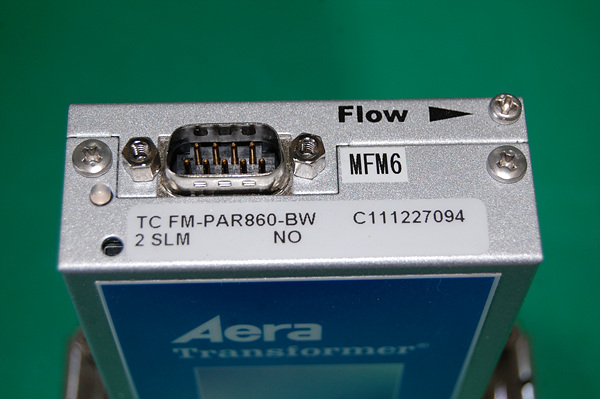 Flow
MFM6
TC FM-PAR860-BW C111227094
2 SLM NO
Aera
Transformer®